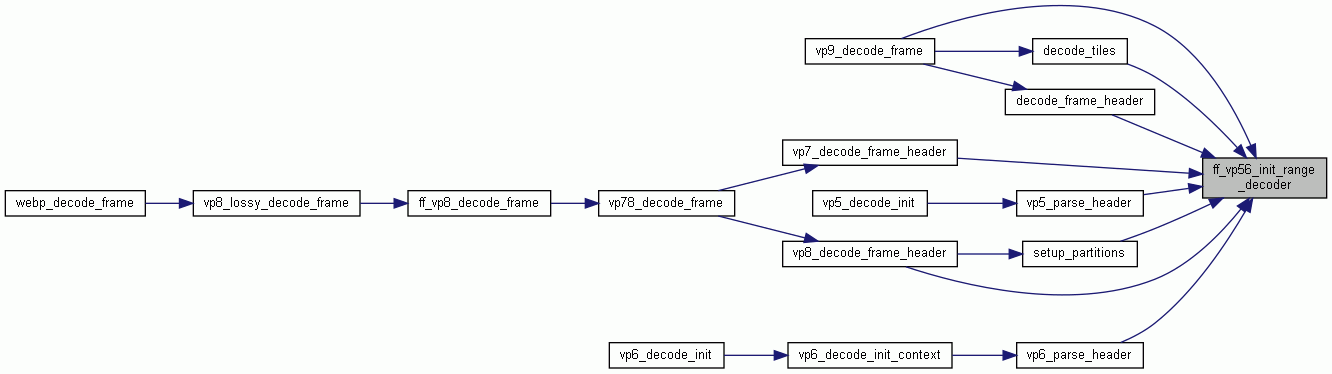 vp9_decode_frame
decode_tiles
decode_frame_header
vp7_decode_frame_header
ff_vp56_init_range
_decoder
webp_decode_frame
vp8_lossy_decode_frame
ff_vp8_decode_frame
vp78_decode_frame
vp5_decode_init
vp5_parse_header
vp8_decode_frame_header
setup_partitions
vp6_decode_init
vp6_decode_init_context
vp6_parse_header